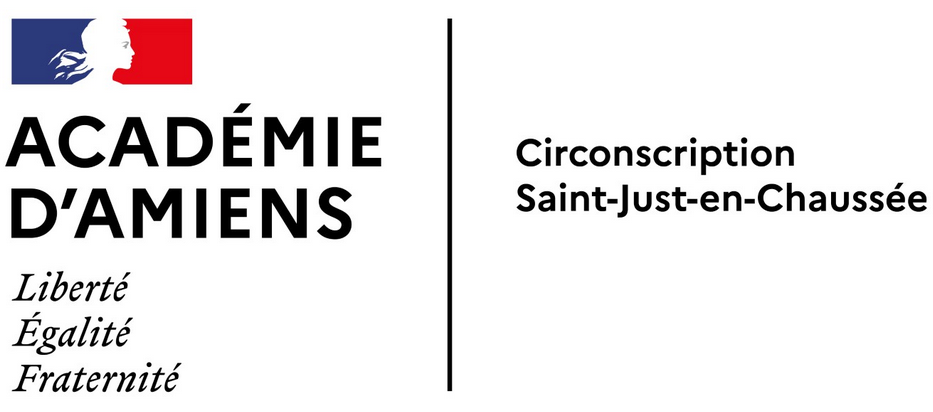 ACADÉMIE
D'AMIENS
Liberté
Égalité
Fraternité
Circonscription
Saint-Just-en-Chaussée